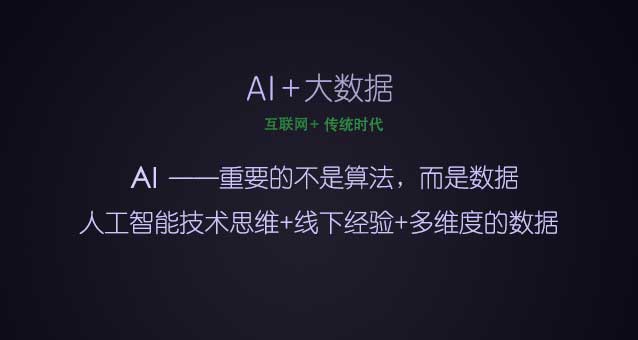 AI+大数据
互联网+ 传统时代
AI ——重要的不是算法，而是数据
人工智能技术思维+线下经验+多维度的数据